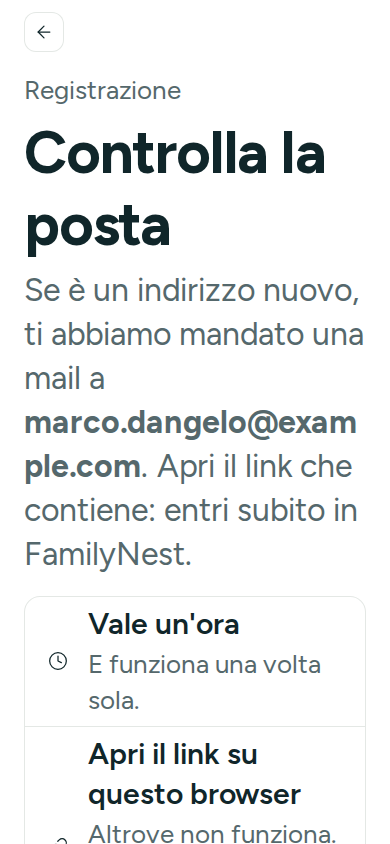 Registrazione
Controlla la
posta
Se è un indirizzo nuovo,
ti abbiamo mandato una
mail a
marco.dangelo@exam
ple.com. Apri il link che
contiene: entri subito in
FamilyNest.
Vale un'ora
E funziona una volta
sola.
Apri il link su
questo browser
Altrove non funziona.